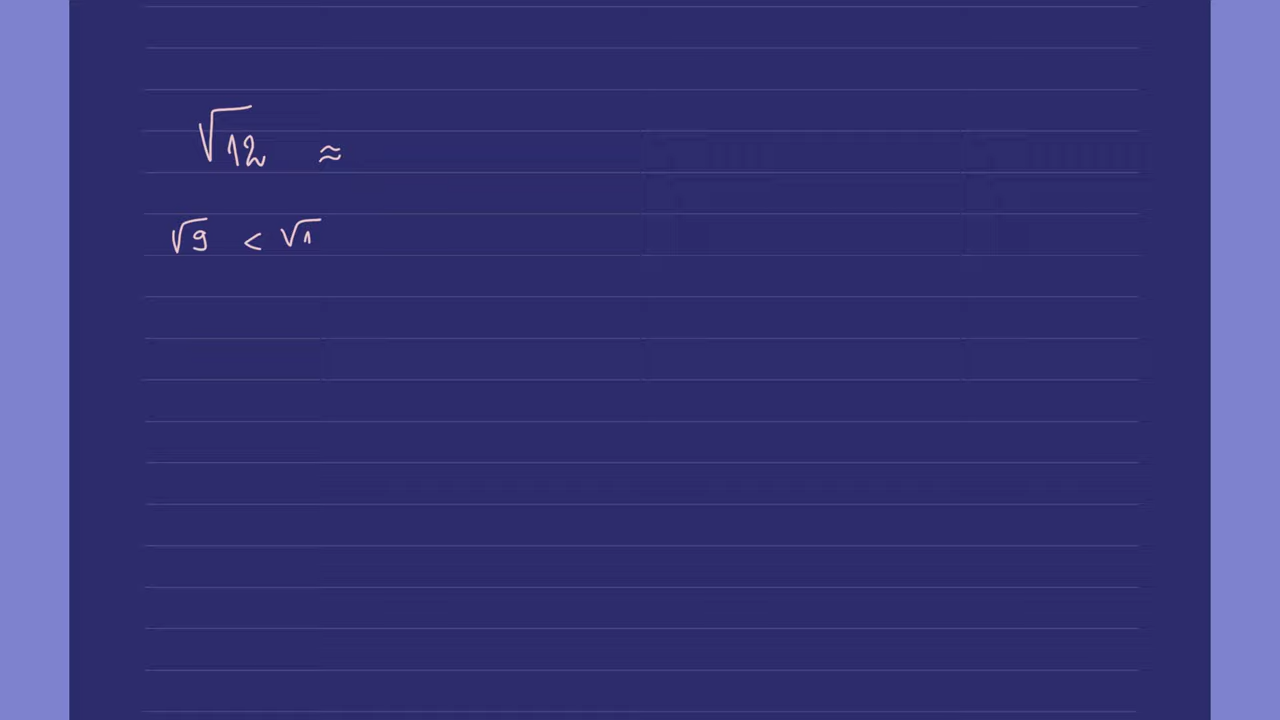 √12 ≈
√9 < √1